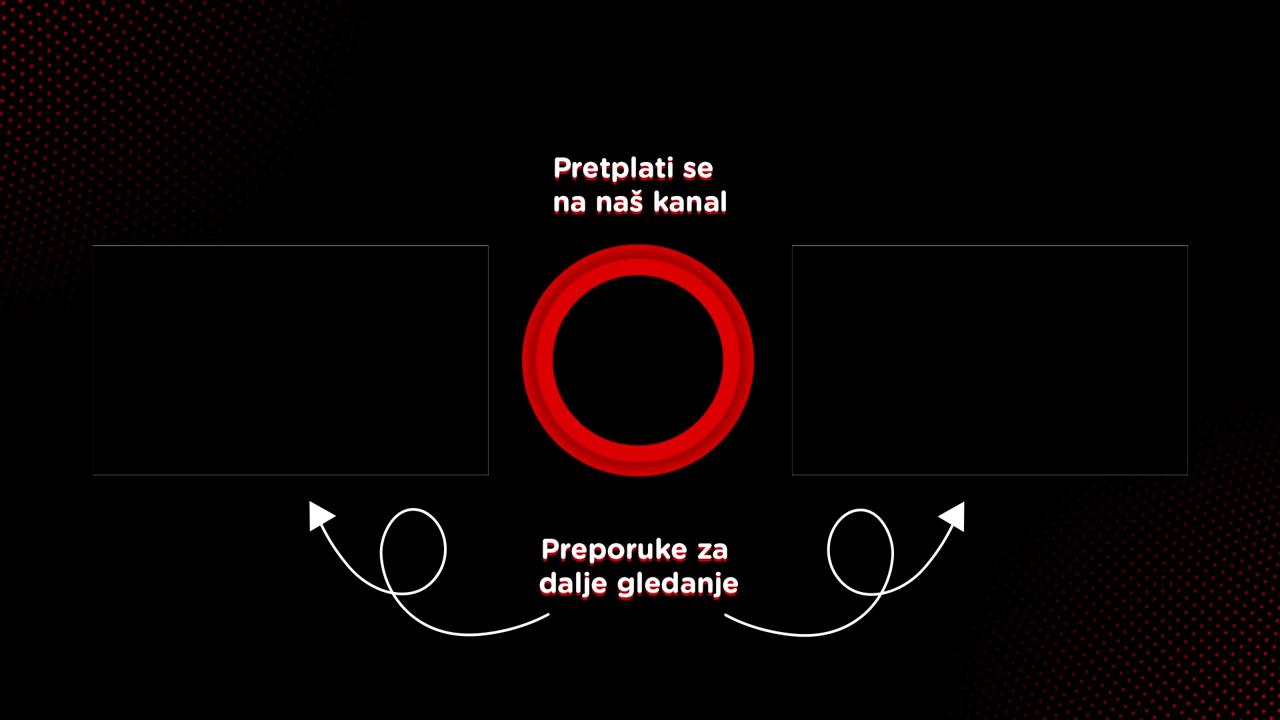 Pretplati se
na naš kanal
Preporuke za
dalje gledanje